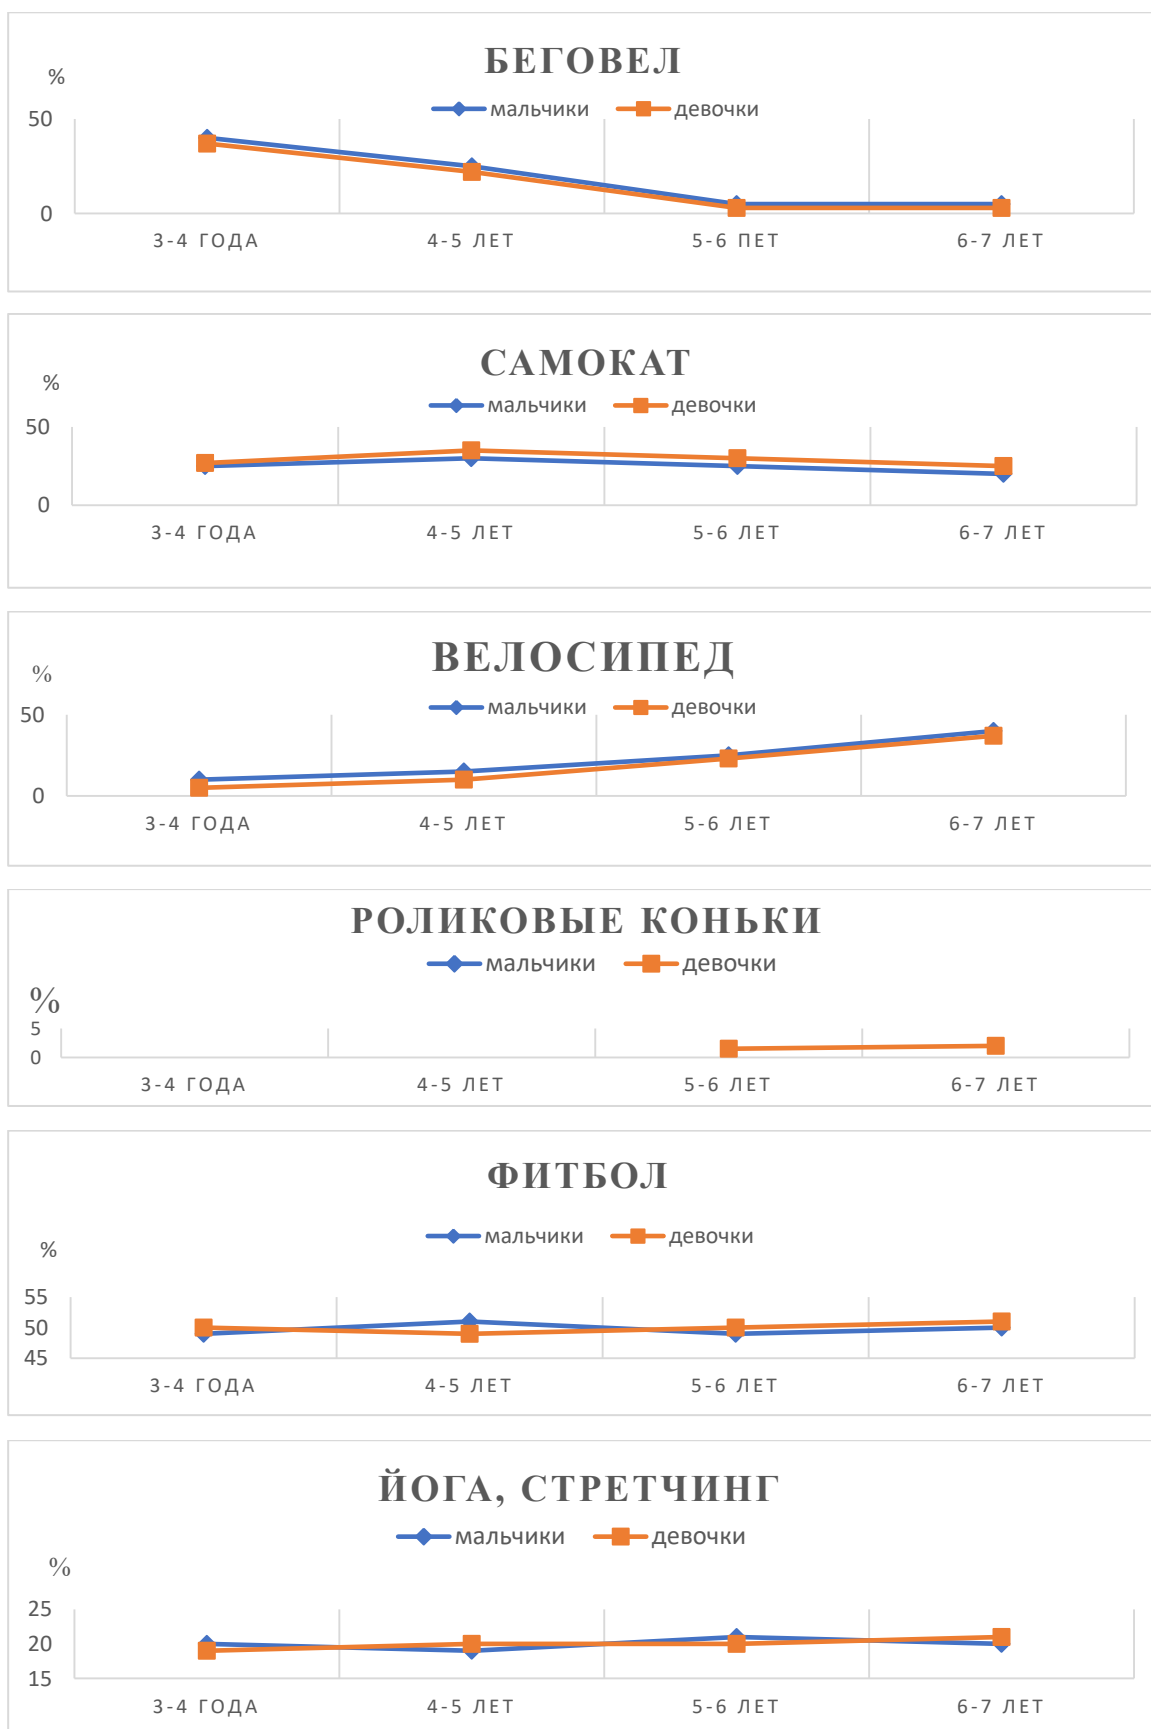 БЕГОВЕЛ
%
мальчики девочки
50
0
3-4 ГОДА 4-5 ЛЕТ 5-6 ПЕТ 6-7 ЛЕТ
САМОКАТ
%
мальчики девочки
50
0
3-4 ГОДА 4-5 ЛЕТ 5-6 ЛЕТ 6-7 ЛЕТ
ВЕЛОСИПЕД
%
мальчики девочки
50
0
3-4 ГОДА 4-5 ЛЕТ 5-6 ЛЕТ 6-7 ЛЕТ
РОЛИКОВЫЕ КОНЬКИ
мальчики девочки
%
5
0
3-4 ГОДА 4-5 ЛЕТ 5-6 ЛЕТ 6-7 ЛЕТ
ФИТБОЛ
мальчики девочки
%
55
50
45
3-4 ГОДА 4-5 ЛЕТ 5-6 ЛЕТ 6-7 ЛЕТ
ЙОГА, СТРЕТЧИНГ
мальчики девочки
%
25
20
15
3-4 ГОДА 4-5 ЛЕТ 5-6 ЛЕТ 6-7 ЛЕТ